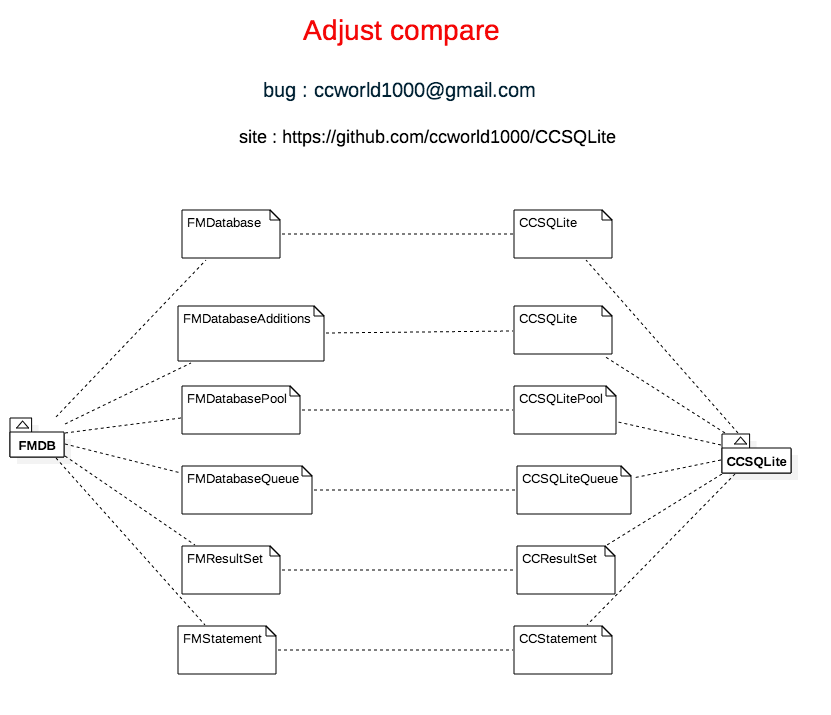 Adjust compare
bug : ccworld1000@gmail.com
site : https://github.com/ccworld1000/CCSQLite
FMDatabase
CCSQLite
FMDatabaseAdditions
CCSQLite
FMDatabasePool
CCSQLitePool
FMDB
CCSQLite
FMDatabaseQueue
CCSQLiteQueue
FMResultSet
CCResultSet
FMStatement
CCStatement